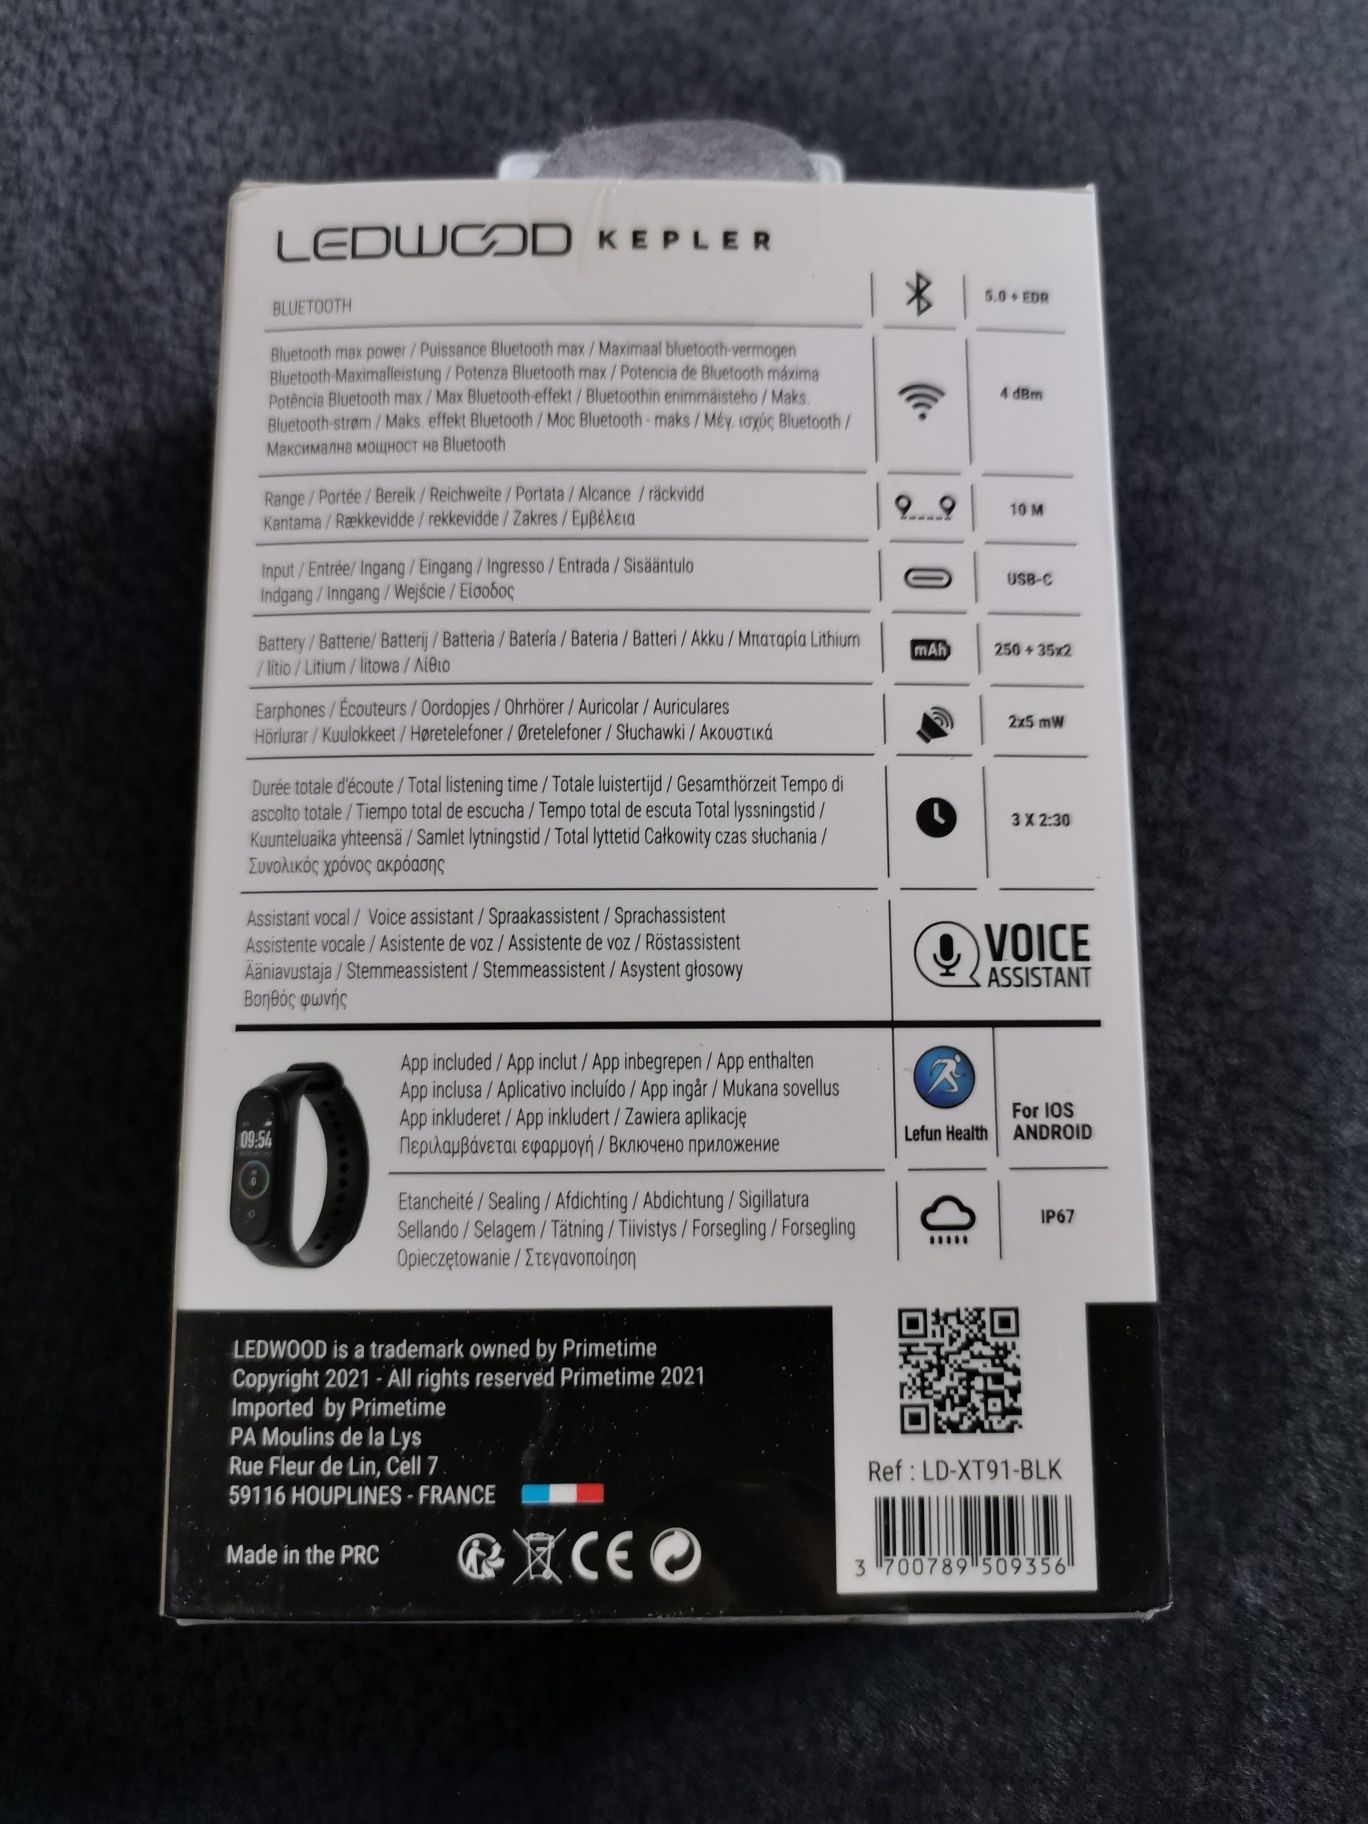 LEDWOOD KEPLER
BLUETOOTH
5.0 + EDR
Bluetooth max power / Puissance Bluetooth max / Maximaal bluetooth-vermogen
Bluetooth-Maximalleistung / Potenza Bluetooth max / Potencia de Bluetooth máxima
Potência Bluetooth max / Max Bluetooth-effekt / Bluetoothin enimmäisteho / Maks.
Bluetooth-strøm / Maks. effekt Bluetooth / Moc Bluetooth - maks / Μέγ. ισχύς Bluetooth /
Максимална мощност на Bluetooth
4 dBm
Range / Portée / Bereik / Reichweite / Portata / Alcance / räckvidd
Kantama / Rækkevidde / rekkevidde / Zakres / Εμβέλεια
10 M
Input / Entrée/ Ingang / Eingang / Ingresso / Entrada / Sisääntulo
Indgang / Inngang / Wejście / Είσοδος
USB-C
Battery / Batterie/ Batterij / Batteria / Batería / Bateria / Batteri / Akku / Μπαταρία Lithium
/ lítio / Litium / litowa / Λίθιο
mAh
250 + 35x2
Earphones / Écouteurs / Oordopjes / Ohrhörer / Auricolar / Auriculares
Hörlurar / Kuulokkeet / Høretelefoner / Øretelefoner / Słuchawki / Ακουστικά
2x5 mW
Durée totale d'écoute / Total listening time / Totale luistertijd / Gesamthörzeit Tempo di
ascolto totale / Tiempo total de escucha / Tempo total de escuta Total lyssningstid /
Kuunteluaika yhteensä / Samlet lytningstid / Total lyttetid Całkowity czas słuchania /
Συνολικός χρόνος ακρόασης
3 X 2:30
Assistant vocal / Voice assistant / Spraakassistent / Sprachassistent
Assistente vocale / Asistente de voz / Assistente de voz / Röstassistent
Ääniavustaja / Stemmeassistent / Stemmeassistent / Asystent głosowy
Βοηθός φωνής
VOICE
ASSISTANT
App included / App inclut / App inbegrepen / App enthalten
App inclusa / Aplicativo incluído / App ingår / Mukana sovellus
App inkluderet / App inkludert / Zawiera aplikację
Περιλαμβάνεται εφαρμογή / Включено приложение
Lefun Health
For IOS
ANDROID
09:54
Etancheité / Sealing / Afdichting / Abdichtung / Sigillatura
Sellando / Selagem / Tätning / Tiivistys / Forsegling / Forsegling
Opieczętowanie / Στεγανοποίηση
IP67
LEDWOOD is a trademark owned by Primetime
Copyright 2021 - All rights reserved Primetime 2021
Imported by Primetime
PA Moulins de la Lys
Rue Fleur de Lin, Cell 7
59116 HOUPLINES - FRANCE
Made in the PRC
CE
Ref : LD-XT91-BLK
3 700789 509356